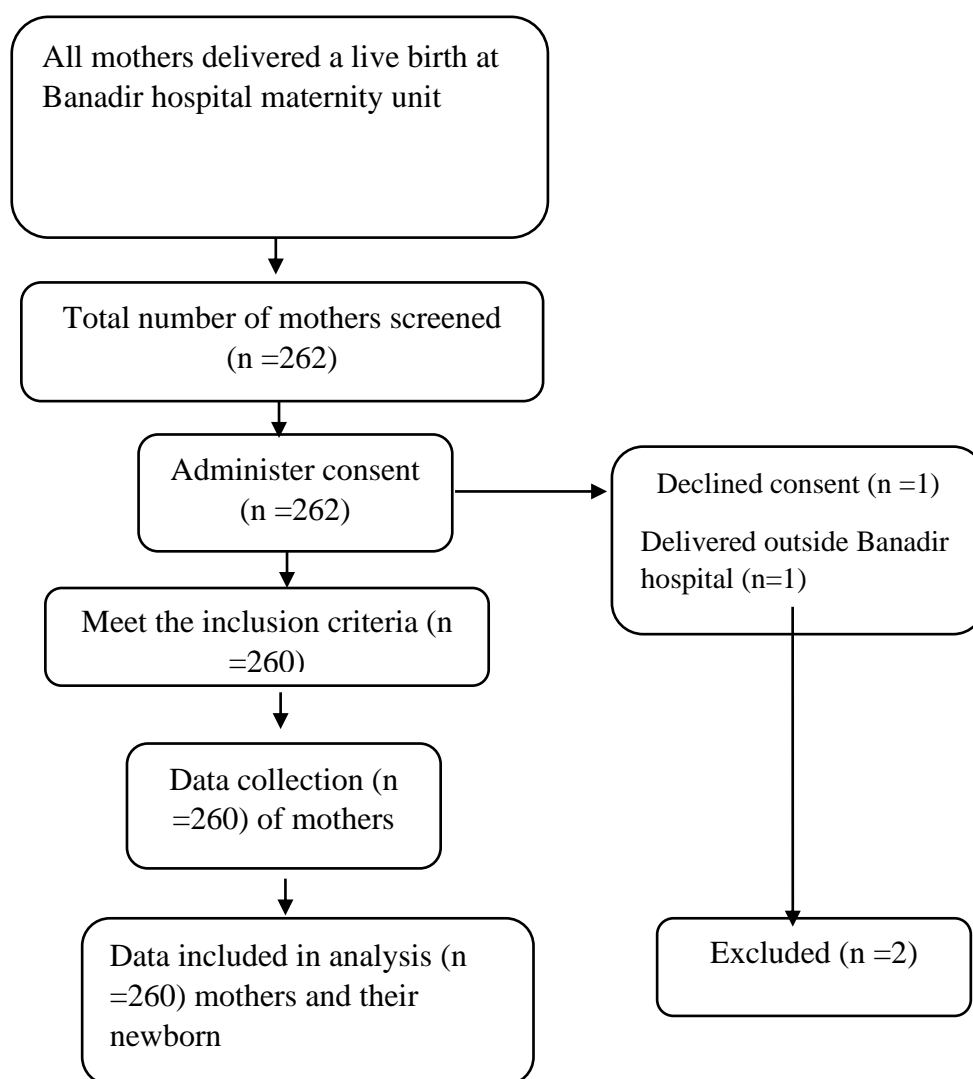 All mothers delivered a live birth at
Banadir hospital maternity unit
Total number of mothers screened
(n =262)
Administer consent
(n =262)
Declined consent (n =1)
Delivered outside Banadir
hospital (n=1)
Meet the inclusion criteria (n
=260)
Data collection (n
=260) of mothers
Data included in analysis (n
=260) mothers and their
newborn
Excluded (n =2)